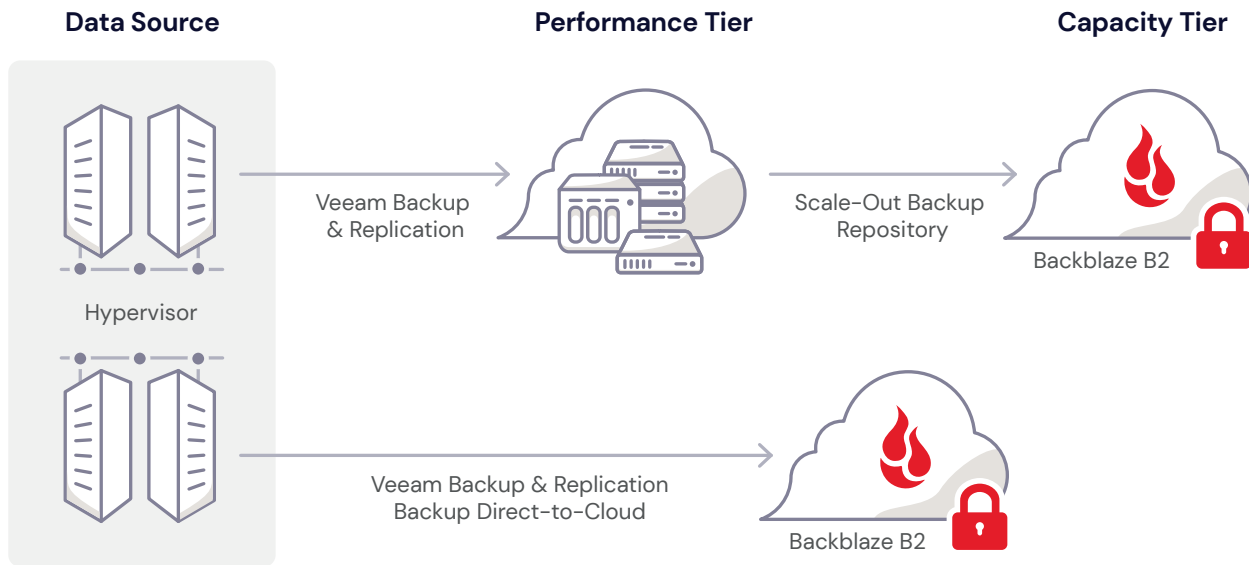 Data Source
Performance Tier
Capacity Tier
Veeam Backup
& Replication
Scale-Out Backup
Repository
Backblaze B2
Hypervisor
Veeam Backup & Replication
Backup Direct-to-Cloud
Backblaze B2